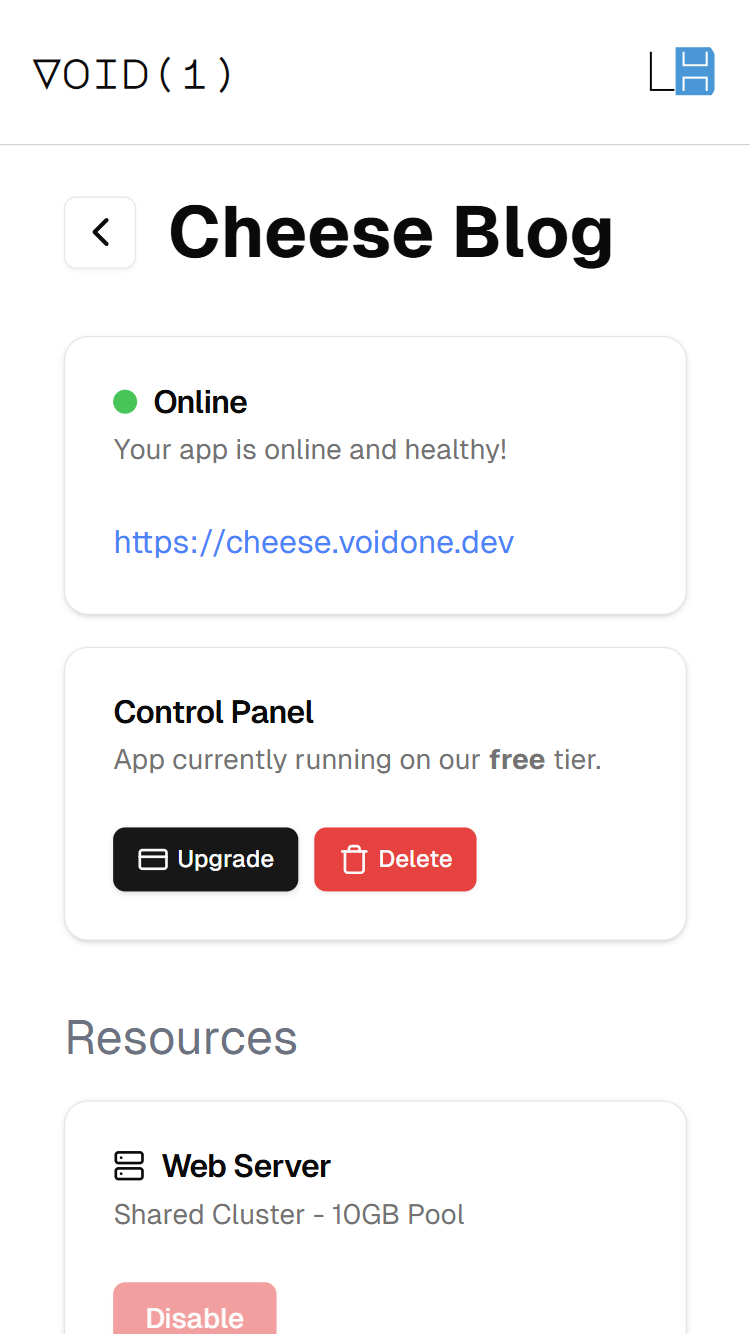 VOID(1)
Cheese Blog
Online
Your app is online and healthy!
https://cheese.voidone.dev
Control Panel
App currently running on our free tier.
Upgrade
Delete
Resources
Web Server
Shared Cluster - 10GB Pool
Disable